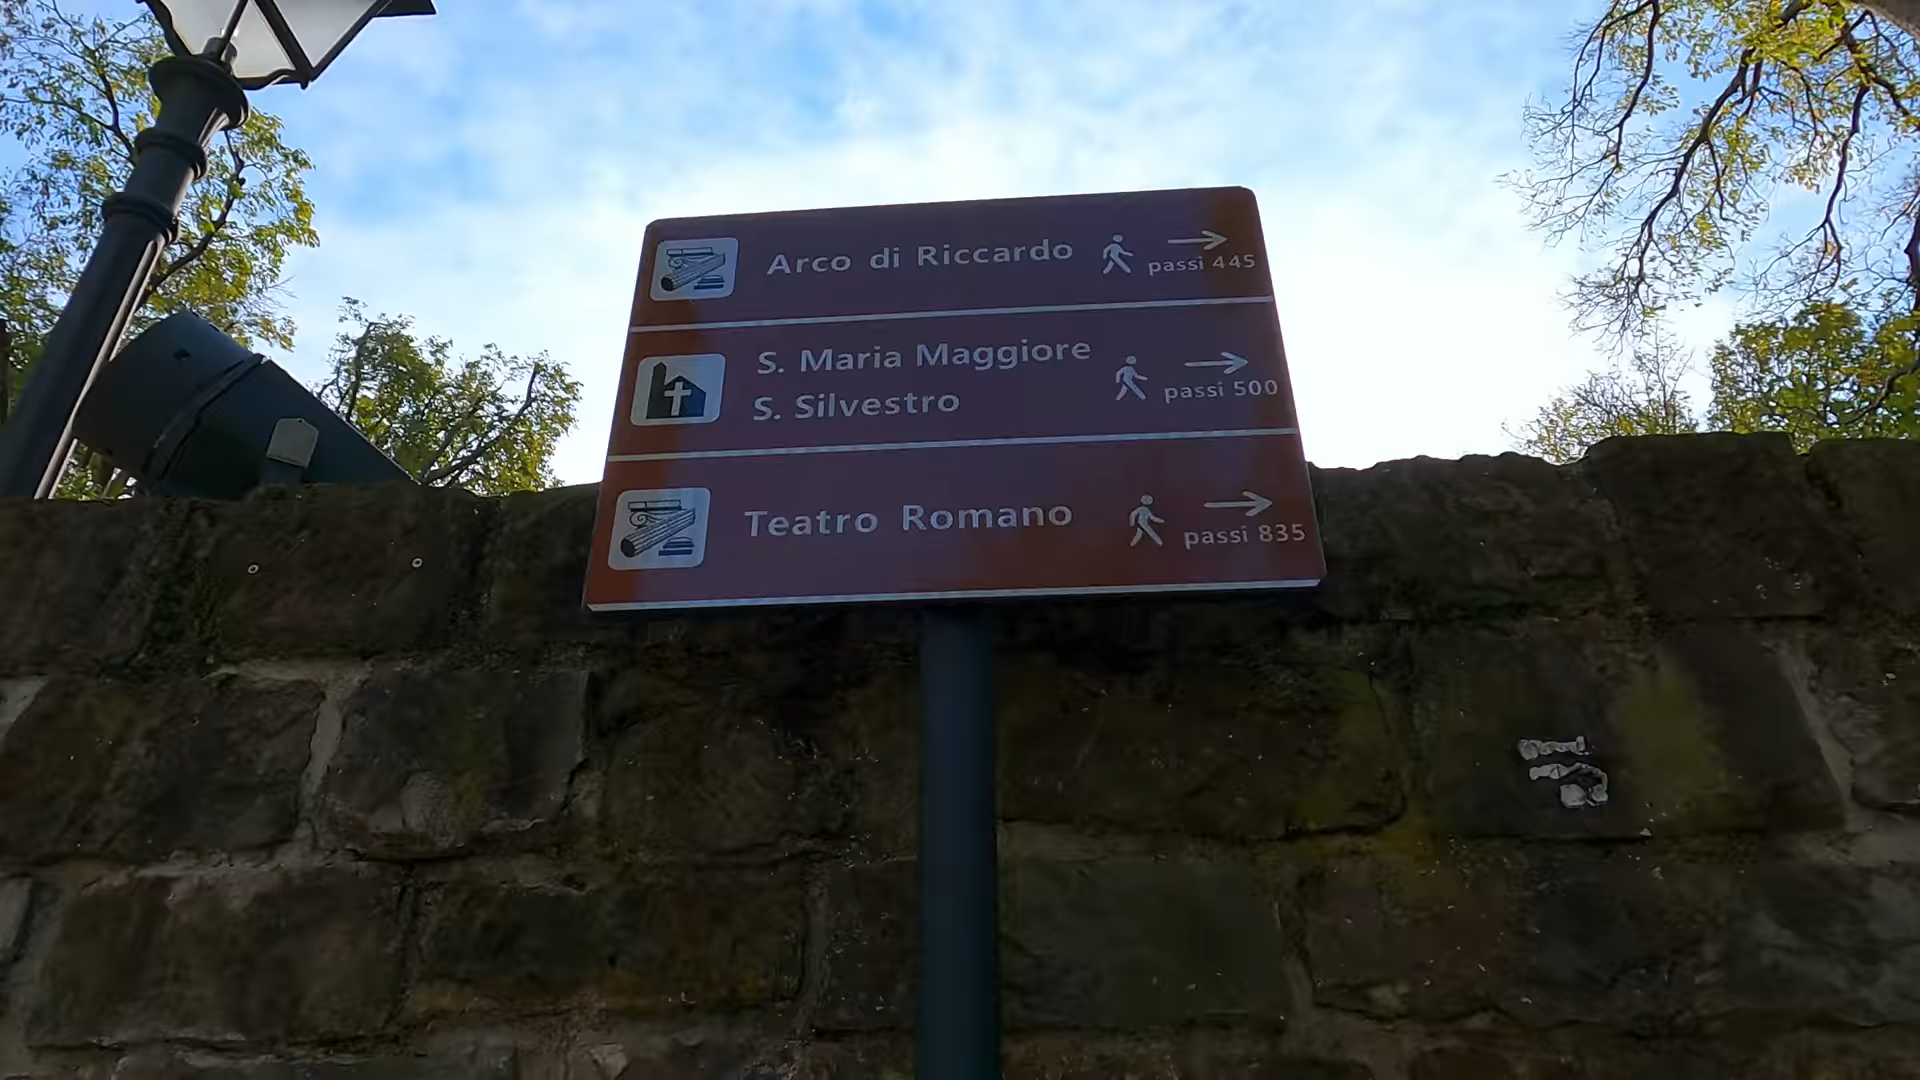 Arco di Riccardo
passi 445
S. Maria Maggiore
S. Silvestro
passi 500
Teatro Romano
passi 835